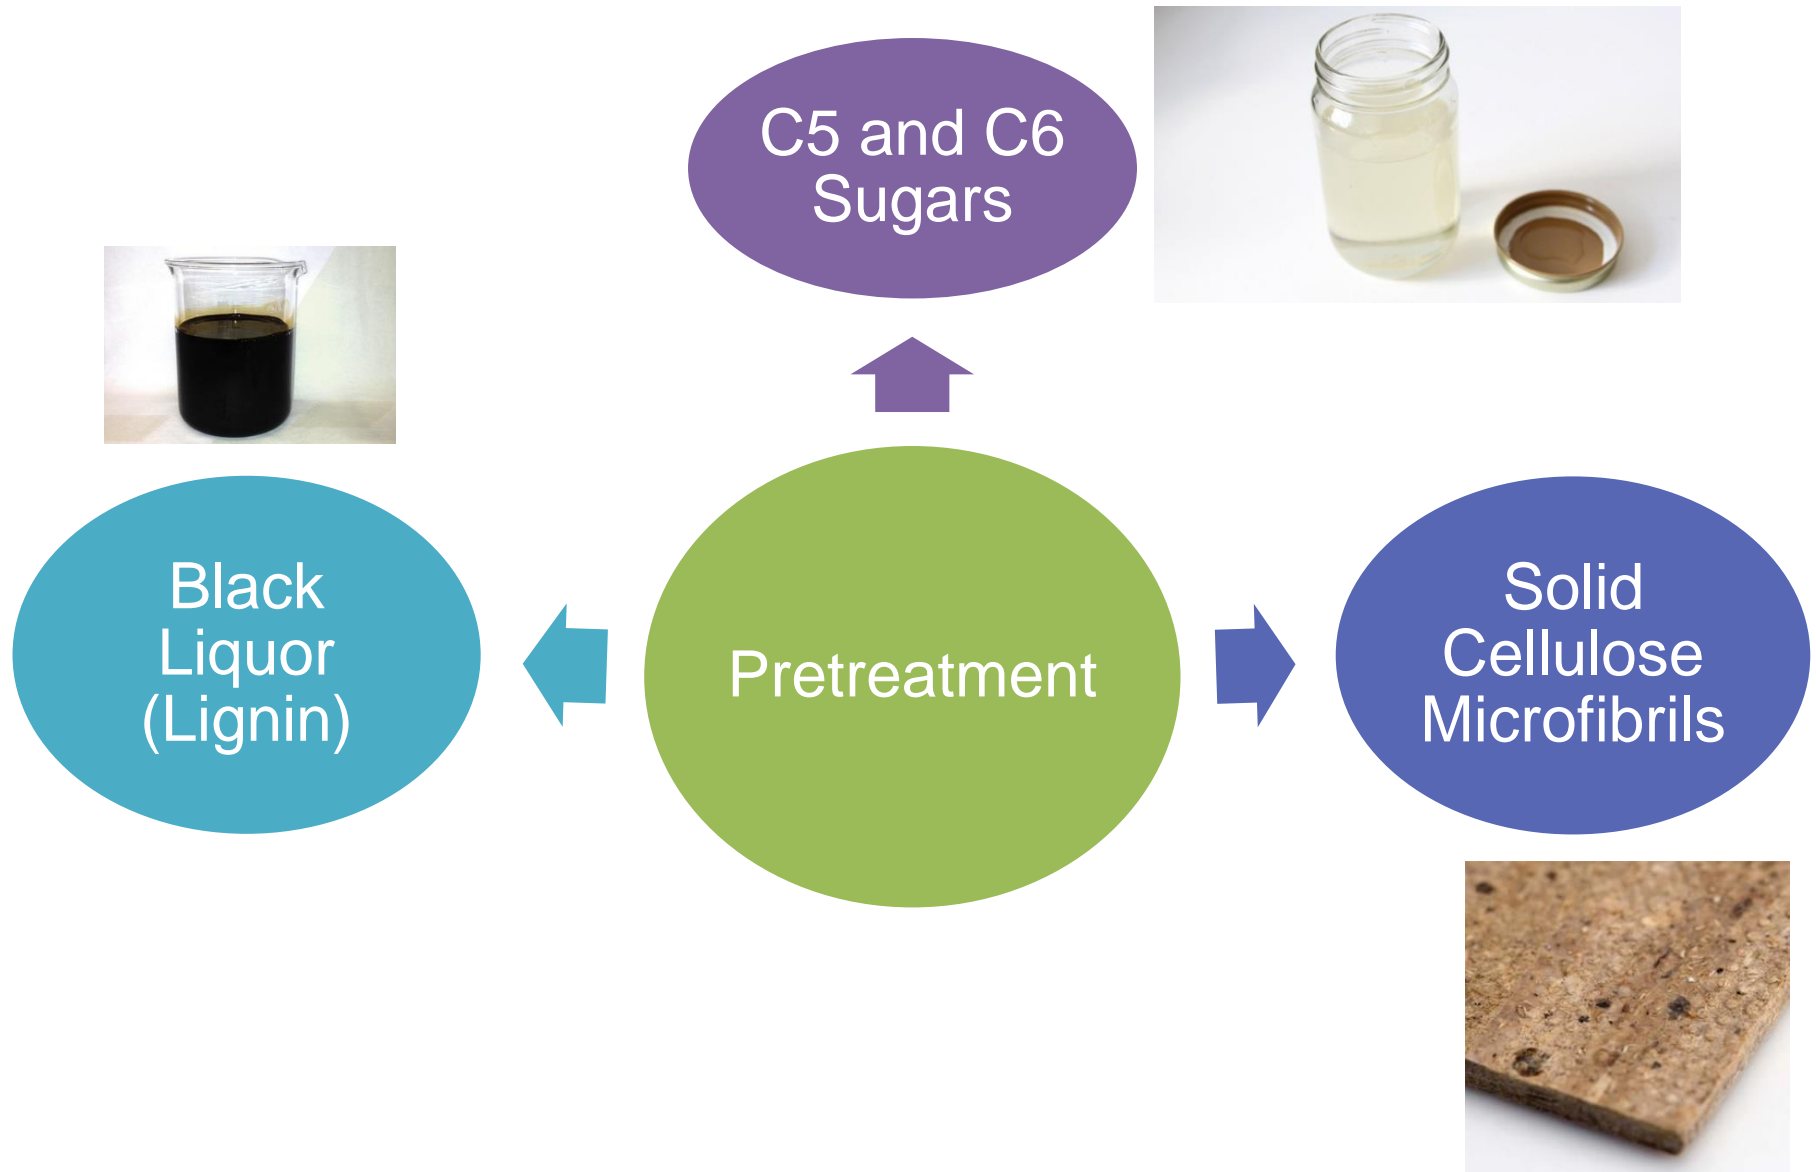 C5 and C6
Sugars
Black
Liquor
(Lignin)
Pretreatment
Solid
Cellulose
Microfibrils